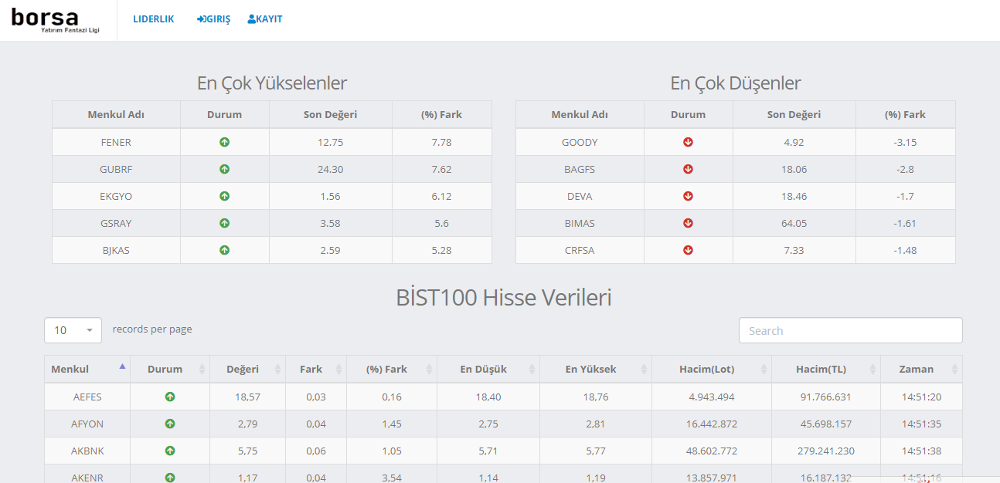 borsa
Yatırım Fantazi Ligi
LIDERLIK GIRIŞ KAYIT
En Çok Yükselenler
Menkul Adı Durum Son Değeri (%) Fark
FENER 12.75 7.78
GUBRF 24.30 7.62
EKGYO 1.56 6.12
GSRAY 3.58 5.6
BJKAS 2.59 5.28
En Çok Düşenler
Menkul Adı Durum Son Değeri (%) Fark
GOODY 4.92 -3.15
BAGFS 18.06 -2.8
DEVA 18.46 -1.7
BIMAS 64.05 -1.61
CRFSA 7.33 -1.48
BİST100 Hisse Verileri
10 records per page Search
Menkul Durum Değeri Fark (%) Fark En Düşük En Yüksek Hacim(Lot) Hacim(TL) Zaman
AEFES 18,57 0,03 0,16 18,40 18,76 4.943.494 91.766.631 14:51:20
AFYON 2,79 0,04 1,45 2,75 2,81 16.442.872 45.698.157 14:51:35
AKBNK 5,75 0,06 1,05 5,71 5,77 48.602.772 279.241.230 14:51:38
AKENR 1,17 0,04 3,54 1,14 1,19 13.857.971 16.187.132 14:51:16